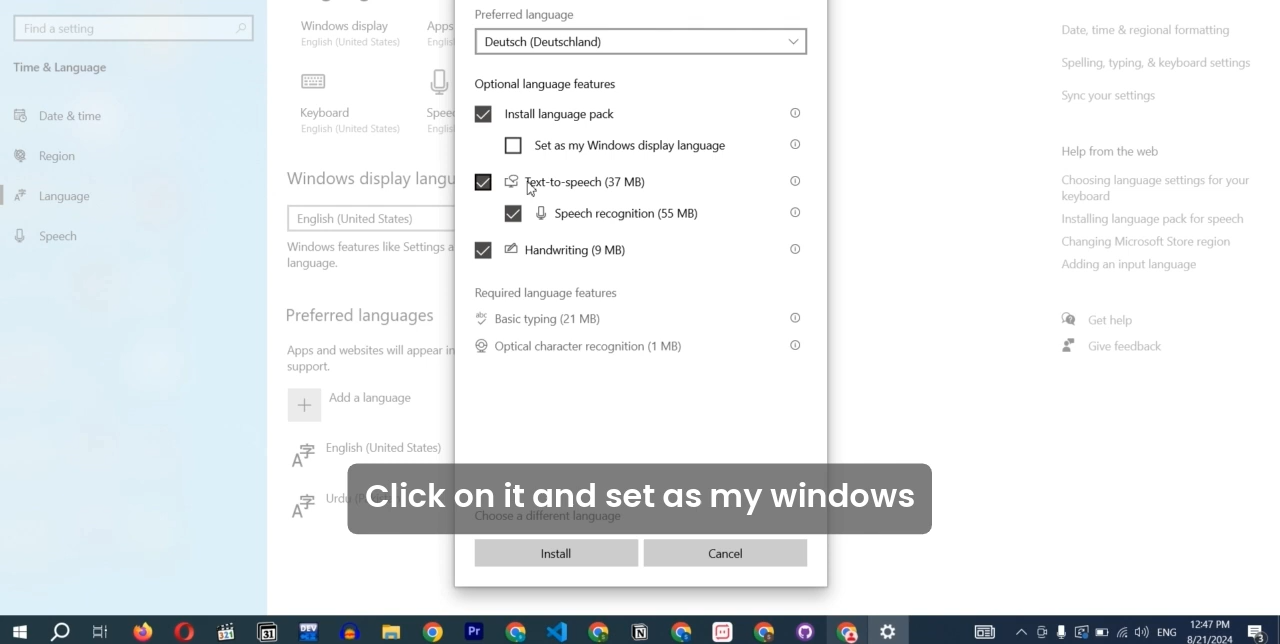 Find a setting
Time & Language
Date & time
Region
Language
Speech
Windows display
English (United States)
Apps
Keyboard
English (United States)
Windows display
English (United States)
Windows features like Settings
language.
Preferred languages
Apps and websites will appear in
support.
Add a language
English (United States)
Preferred language
Deutsch (Deutschland)
Optional language features
Install language pack
Set as my Windows display language
Text-to-speech (37 MB)
Speech recognition (55 MB)
Handwriting (9 MB)
Required language features
Basic typing (21 MB)
Optical character recognition (1 MB)
Click on it and set as my windows
Choose a different language
Install
Cancel
Date, time & regional formatting
Spelling, typing, & keyboard settings
Sync your settings
Help from the web
Choosing language settings for your
keyboard
Installing language pack for speech
Changing Microsoft Store region
Adding an input language
Get help
Give feedback
DEV
321
31
Pr
ENG
12:47 PM
8/21/2024
3